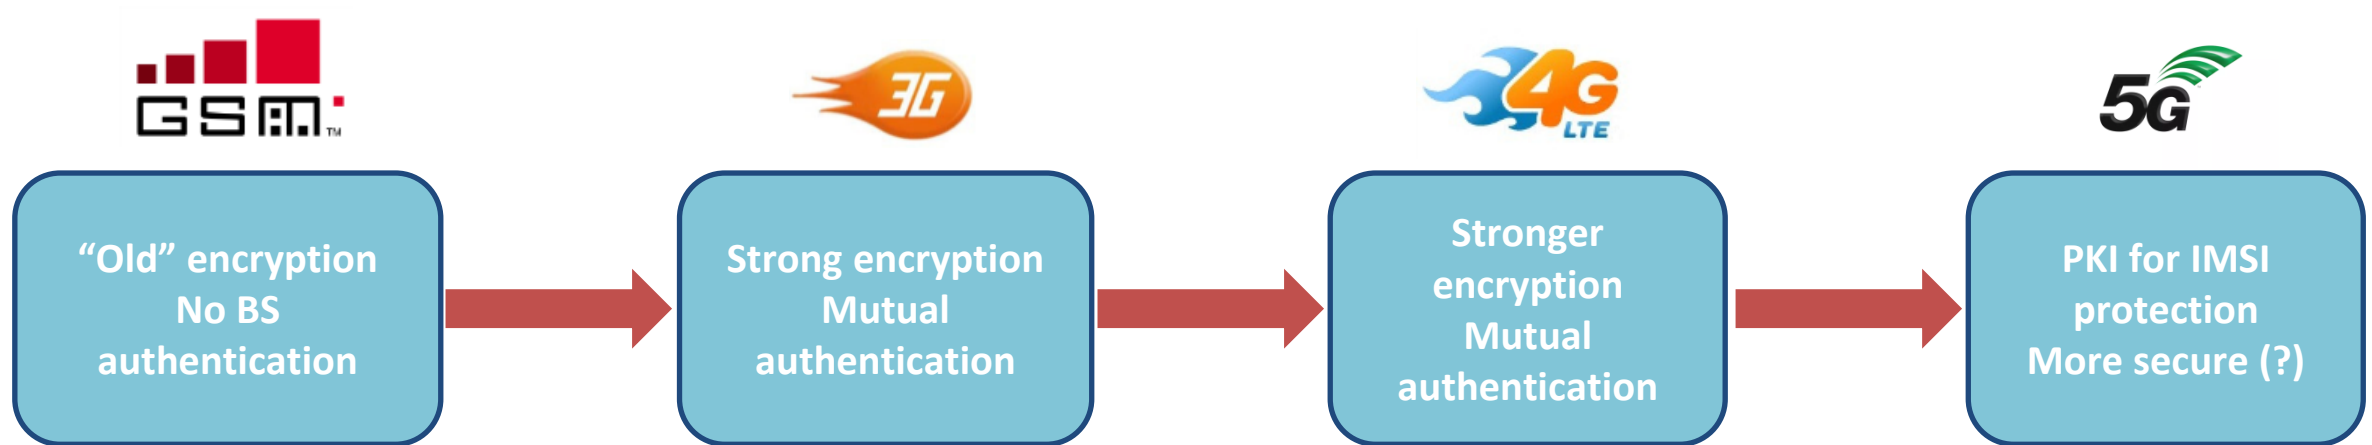 GSM™
3G
4G
LTE
5G
“Old” encryption
No BS
authentication
Strong encryption
Mutual
authentication
Stronger
encryption
Mutual
authentication
PKI for IMSI
protection
More secure (?)